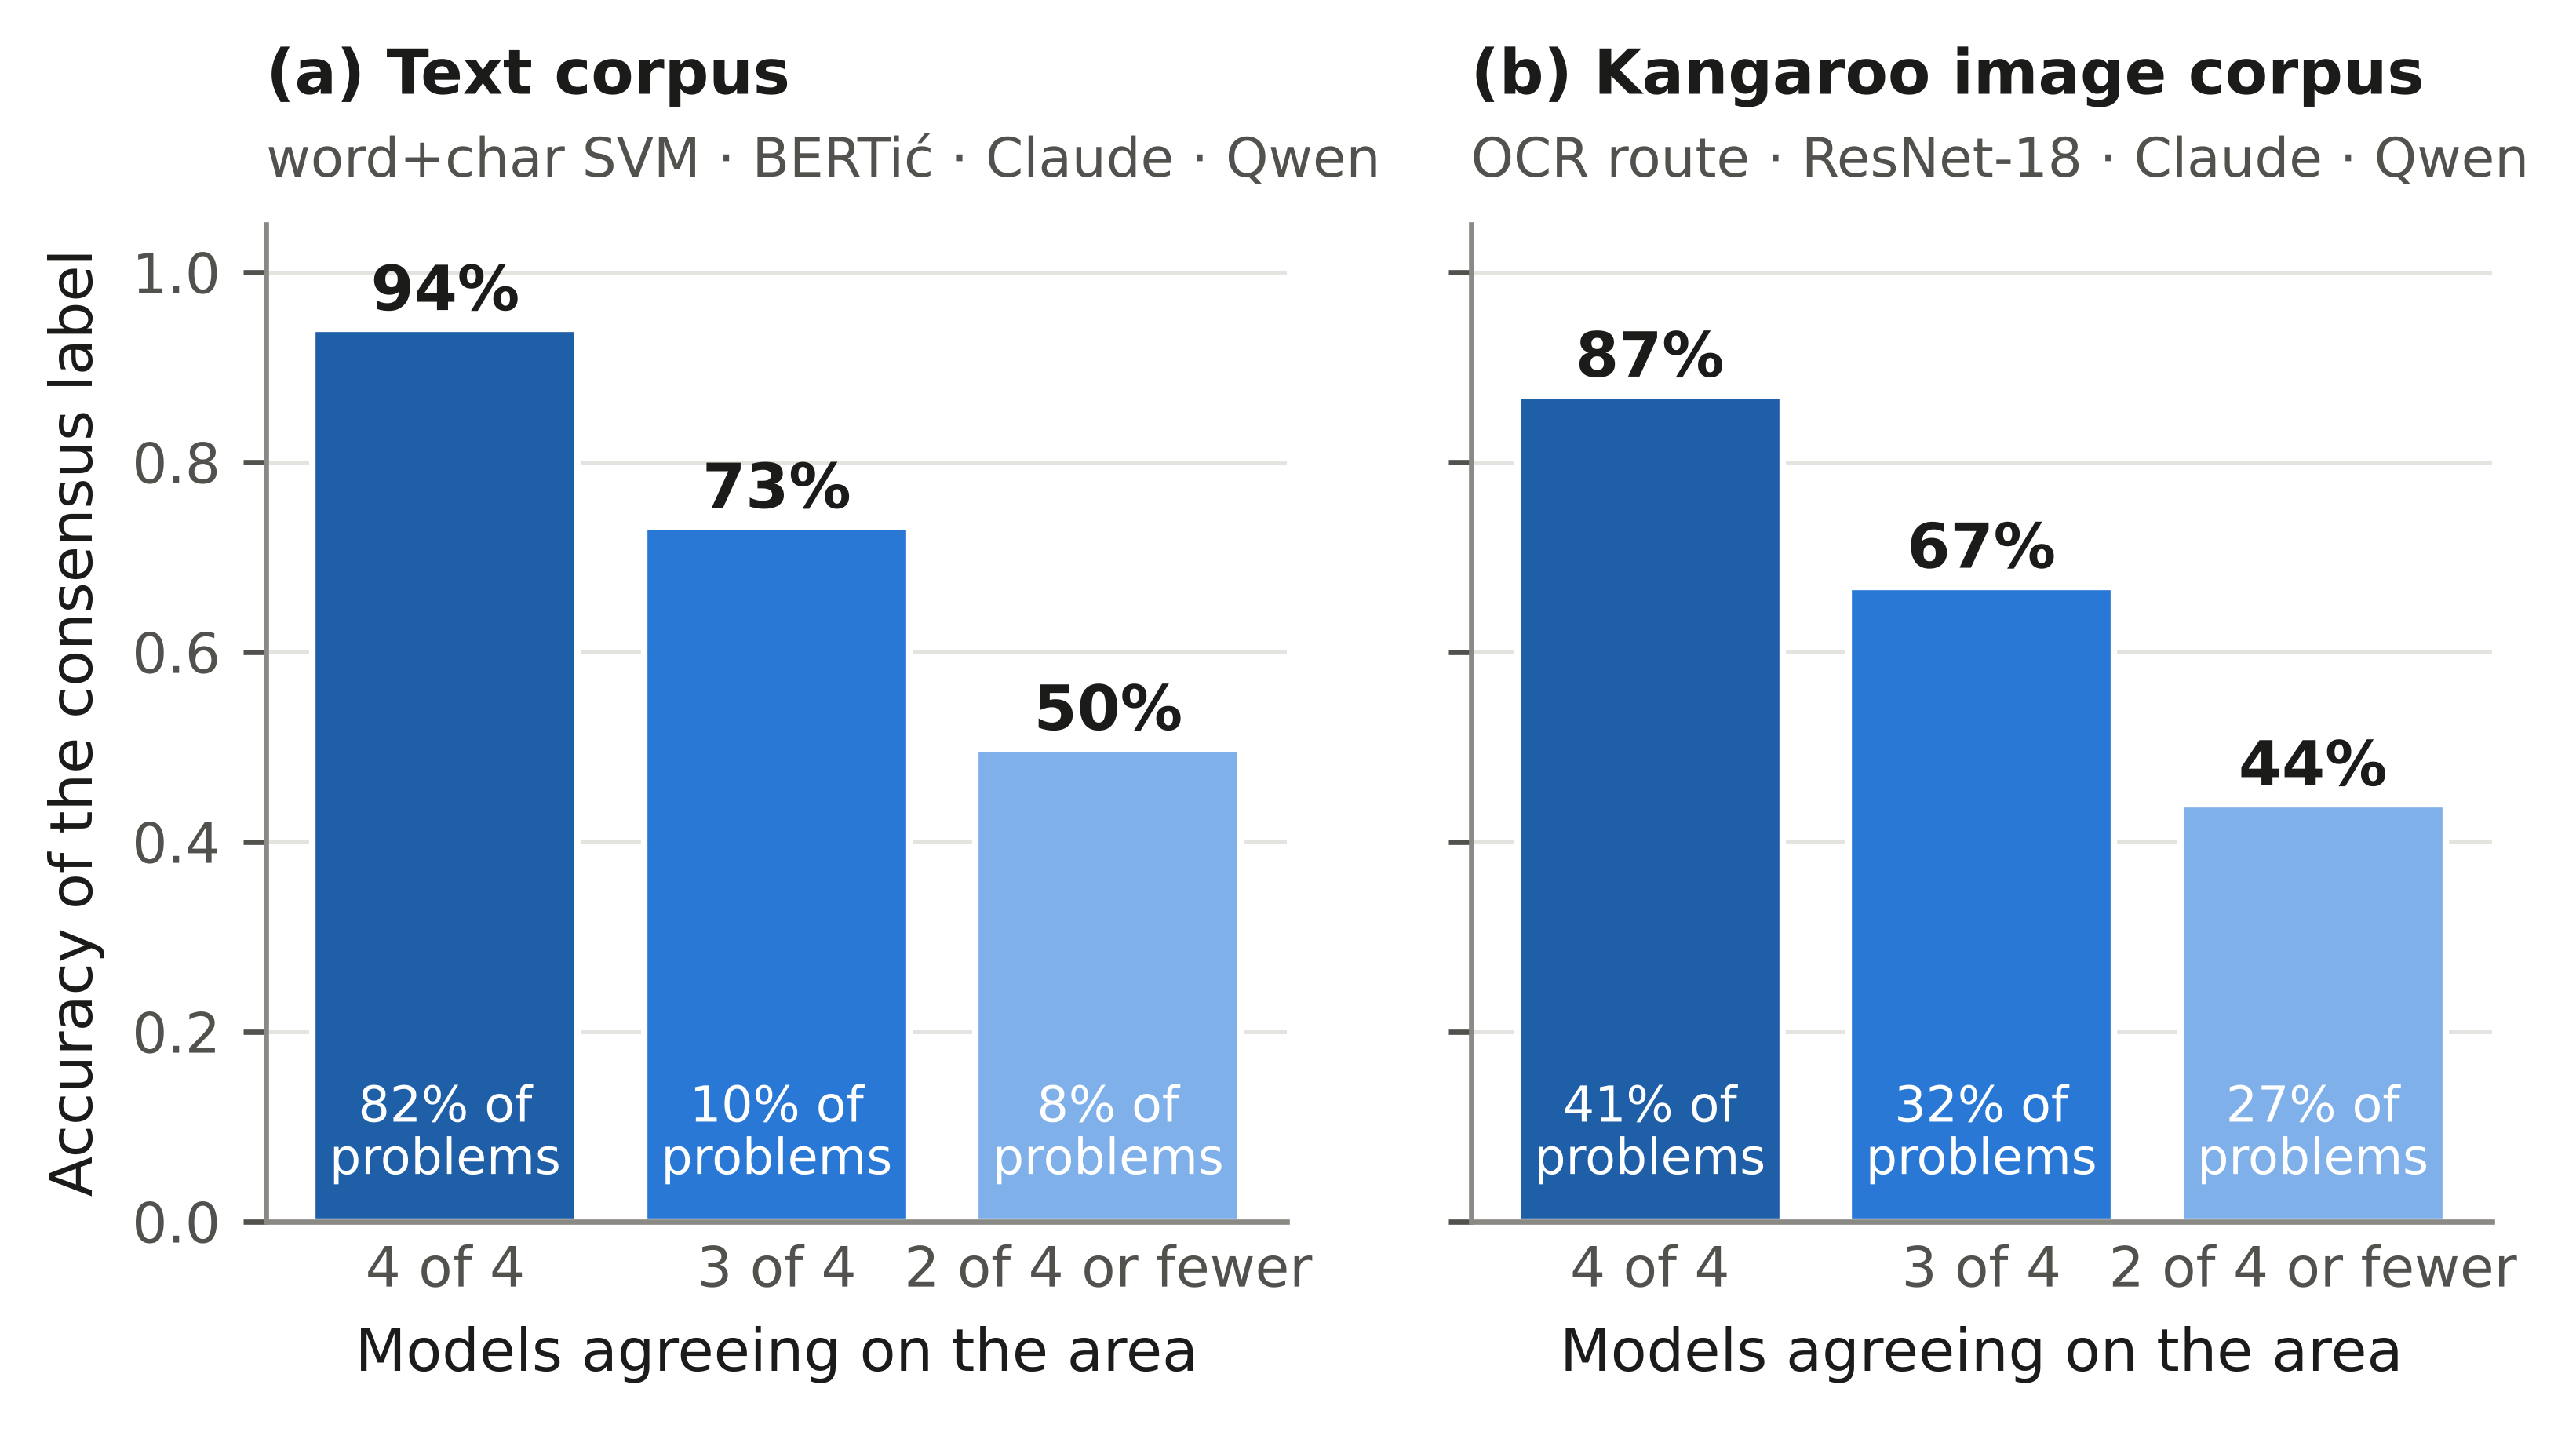 (a) Text corpus
word+char SVM · BERTić · Claude · Qwen
Accuracy of the consensus label
1.0
0.8
0.6
0.4
0.2
0.0
94%
73%
50%
82% of
problems
10% of
problems
8% of
problems
4 of 4
3 of 4
2 of 4 or fewer
Models agreeing on the area
(b) Kangaroo image corpus
OCR route · ResNet-18 · Claude · Qwen
87%
67%
44%
41% of
problems
32% of
problems
27% of
problems
4 of 4
3 of 4
2 of 4 or fewer
Models agreeing on the area